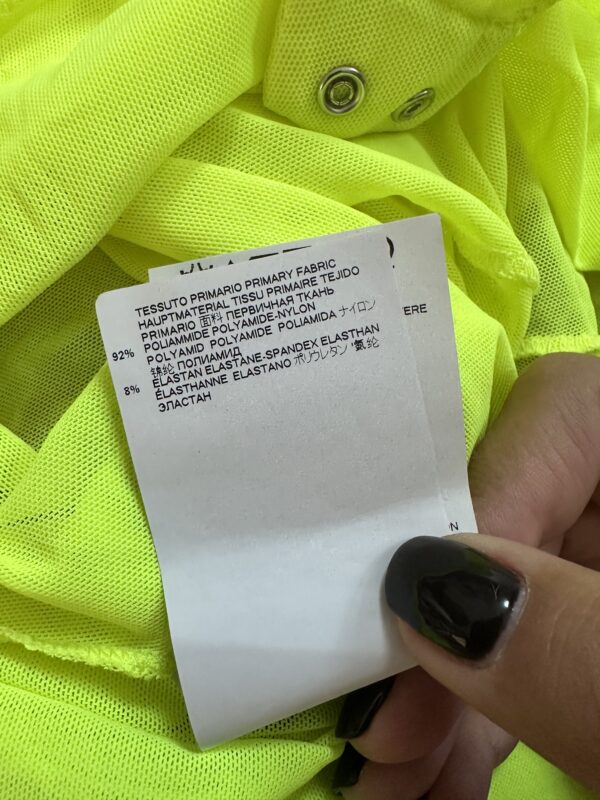 TESSUTO PRIMARIO PRIMARY FABRIC
HAUPTMATERIAL TISSU PRIMAIRE TEJIDO
PRIMARIO 面料 ПЕРВИЧНАЯ ТКАНЬ
92% POLIAMMIDE POLYAMIDE-NYLON
POLYAMID POLYAMIDE POLIAMIDA ナイロン
锦纶 ПОЛИАМИД
8% ELASTAN ELASTANE-SPANDEX ELASTHAN
ÉLASTHANNE ELASTANO ポリウレタン 氨纶
ЭЛАСТАН
ERE
N